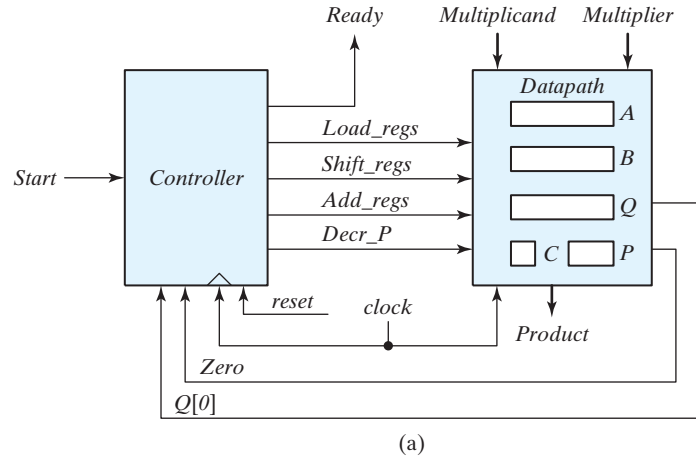 Ready
Multiplicand
Multiplier
Datapath
A
Load_regs
B
Shift_regs
Start
Controller
Add_regs
Q
Decr_P
C
P
reset
clock
Product
Zero
Q[0]
(a)